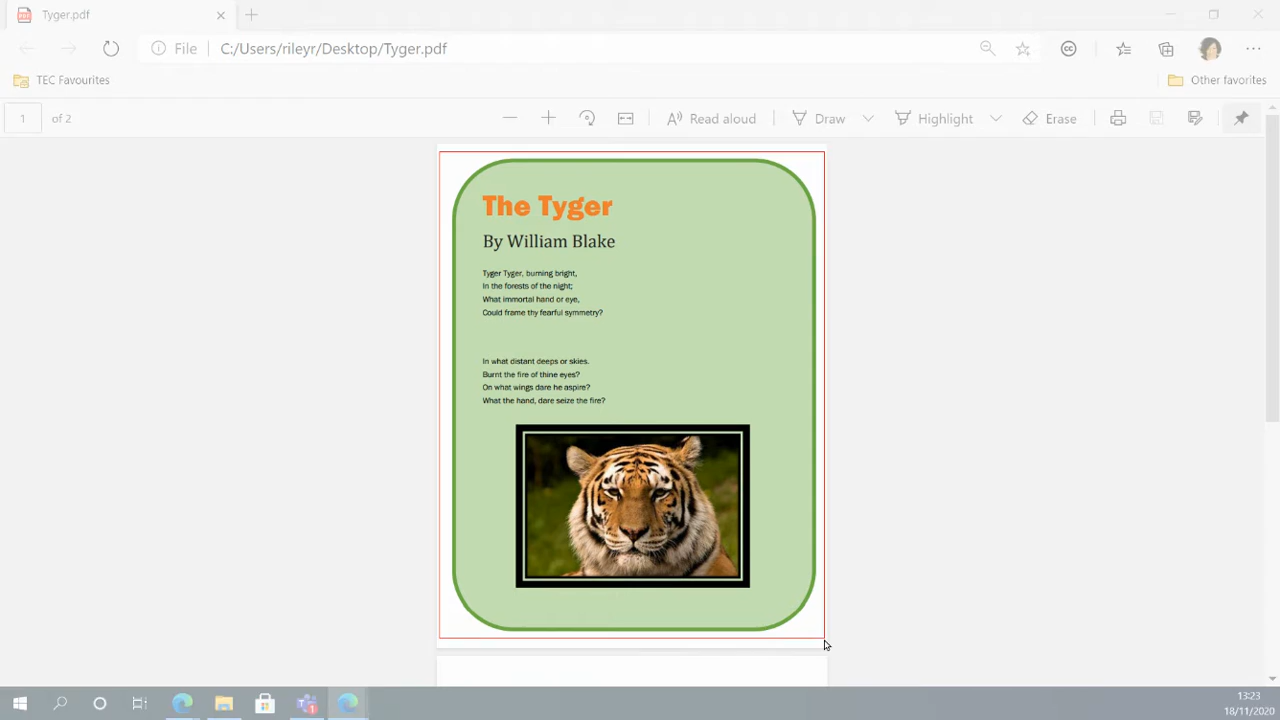 Tyger.pdf
File C:/Users/rileyr/Desktop/Tyger.pdf
TEC Favourites
Other favorites
1 of 2
Read aloud
Draw
Highlight
Erase
The Tyger
By William Blake
Tyger Tyger, burning bright,
In the forests of the night;
What immortal hand or eye,
Could frame thy fearful symmetry?
In what distant deeps or skies.
Burnt the fire of thine eyes?
On what wings dare he aspire?
What the hand, dare seize the fire?
13:23
18/11/2020